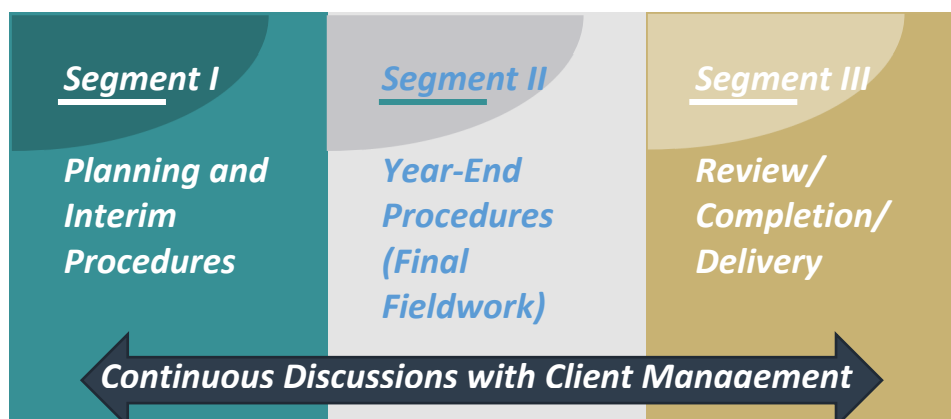 Segment I
Planning and
Interim
Procedures
Segment II
Year-End
Procedures
(Final
Fieldwork)
Segment III
Review/
Completion/
Delivery
Continuous Discussions with Client Management